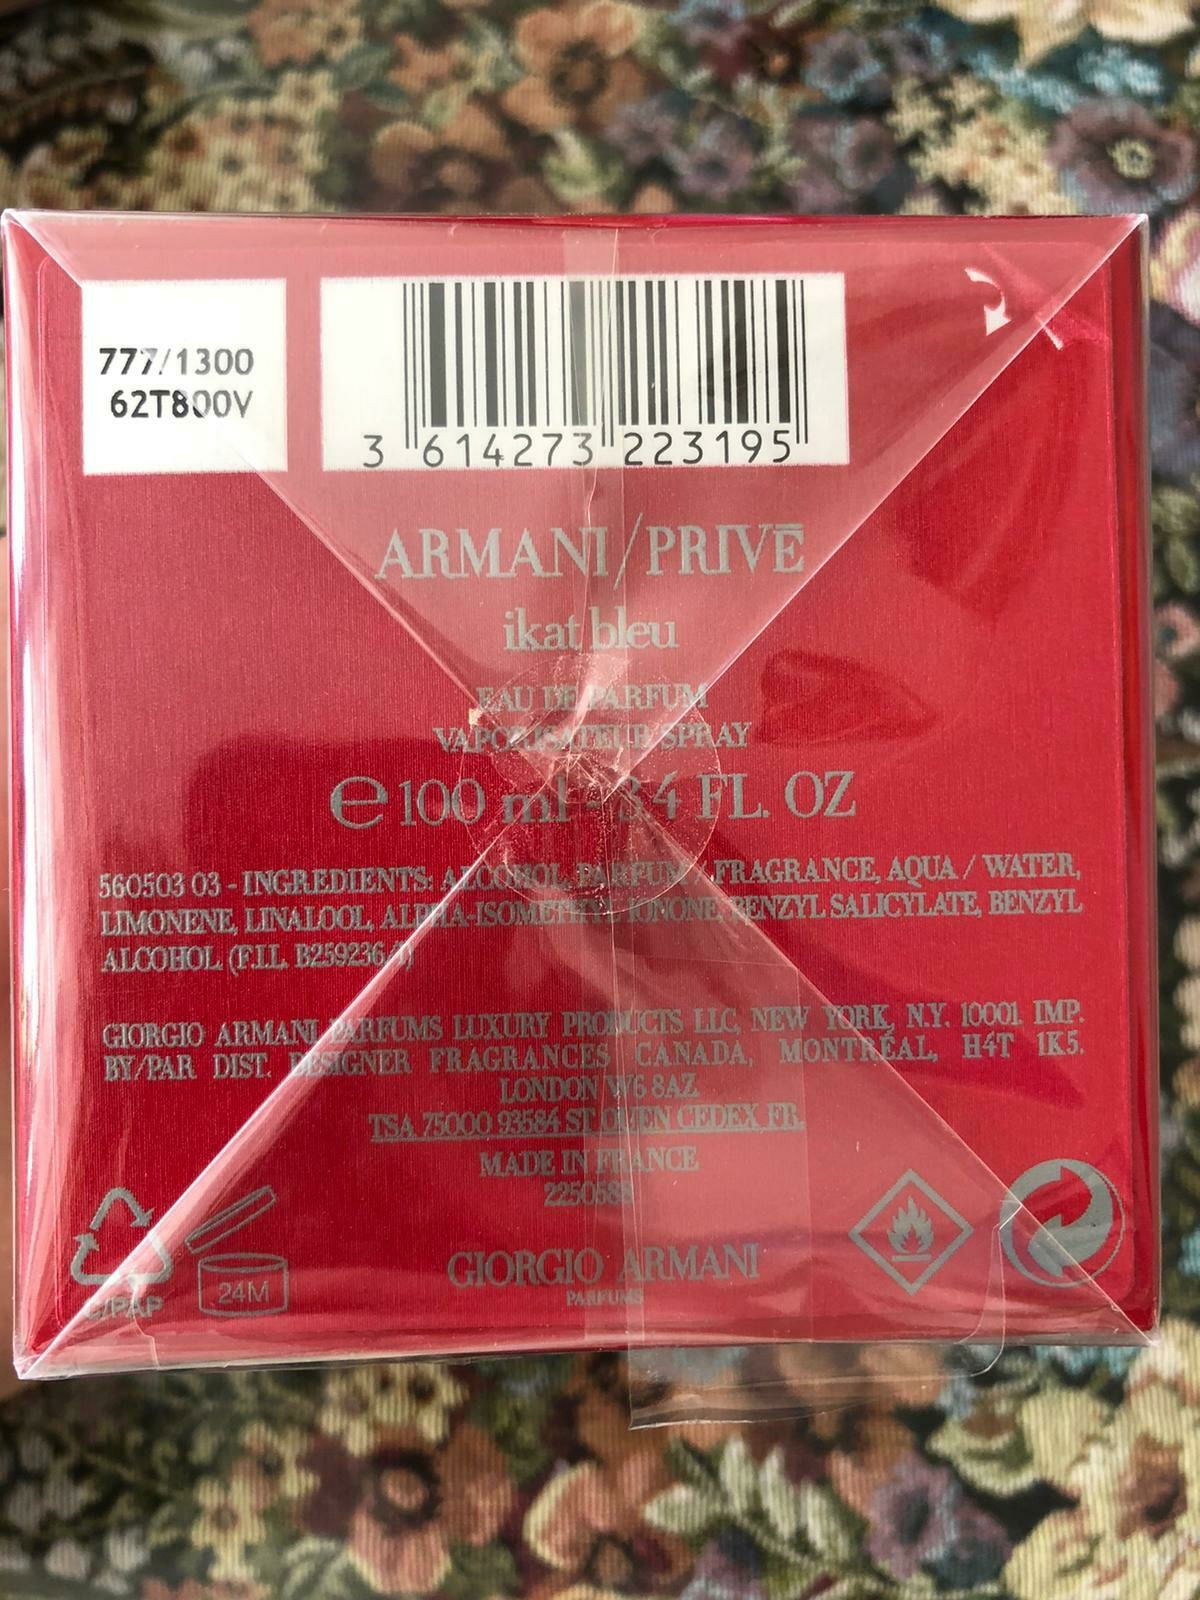 777/1300
62T800V
3 614273 223195
ARMANI/PRIVĒ
ikat bleu
EAU DE PARFUM
VAPORISATEUR SPRAY
℮100 ml - 3.4 FL. OZ
560503 03 - INGREDIENTS: ALCOHOL, PARFUM / FRAGRANCE, AQUA / WATER,
LIMONENE, LINALOOL, ALPHA-ISOMETHYL IONONE, BENZYL SALICYLATE, BENZYL
ALCOHOL (F.I.L. B259236/1)
GIORGIO ARMANI PARFUMS LUXURY PRODUCTS LLC, NEW YORK, N.Y. 10001. IMP.
BY/PAR DIST. DESIGNER FRAGRANCES CANADA, MONTRÉAL, H4T 1K5.
LONDON W6 8AZ
TSA 75000 93584 ST OUEN CEDEX FR.
MADE IN FRANCE
2250588
24M
GIORGIO ARMANI
PARFUMS